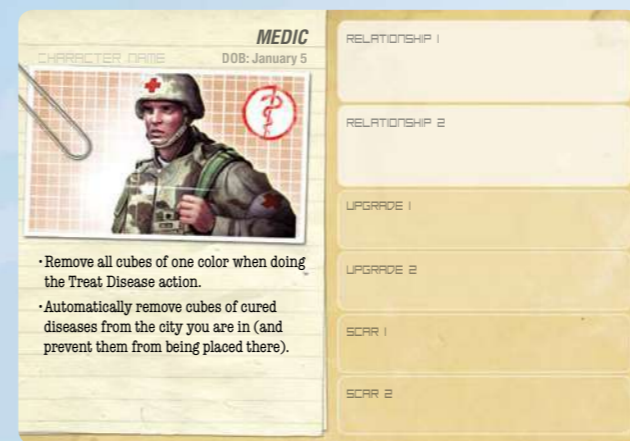 MEDIC
CHARACTER NAME
DOB: January 5
•Remove all cubes of one color when doing
the Treat Disease action.
•Automatically remove cubes of cured
diseases from the city you are in (and
prevent them from being placed there).
RELATIONSHIP 1
RELATIONSHIP 2
UPGRADE 1
UPGRADE 2
SCAR 1
SCAR 2